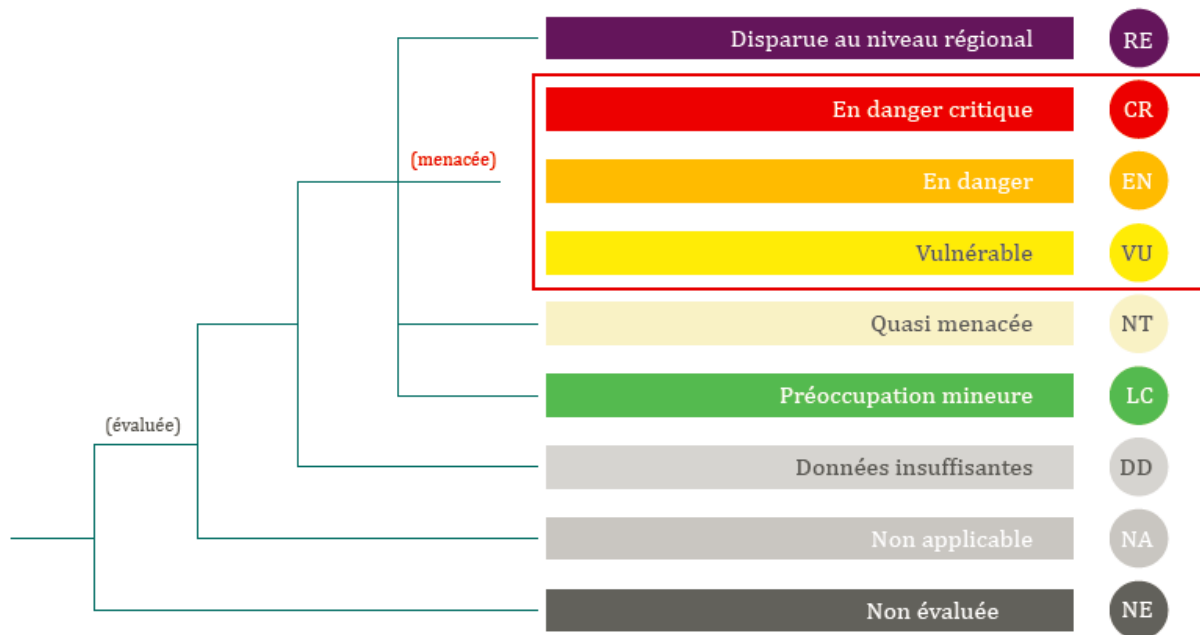 Disparue au niveau régional RE
En danger critique CR
(menacée)
En danger EN
Vulnérable VU
Quasi menacée NT
Préoccupation mineure LC
(évaluée)
Données insuffisantes DD
Non applicable NA
Non évaluée NE